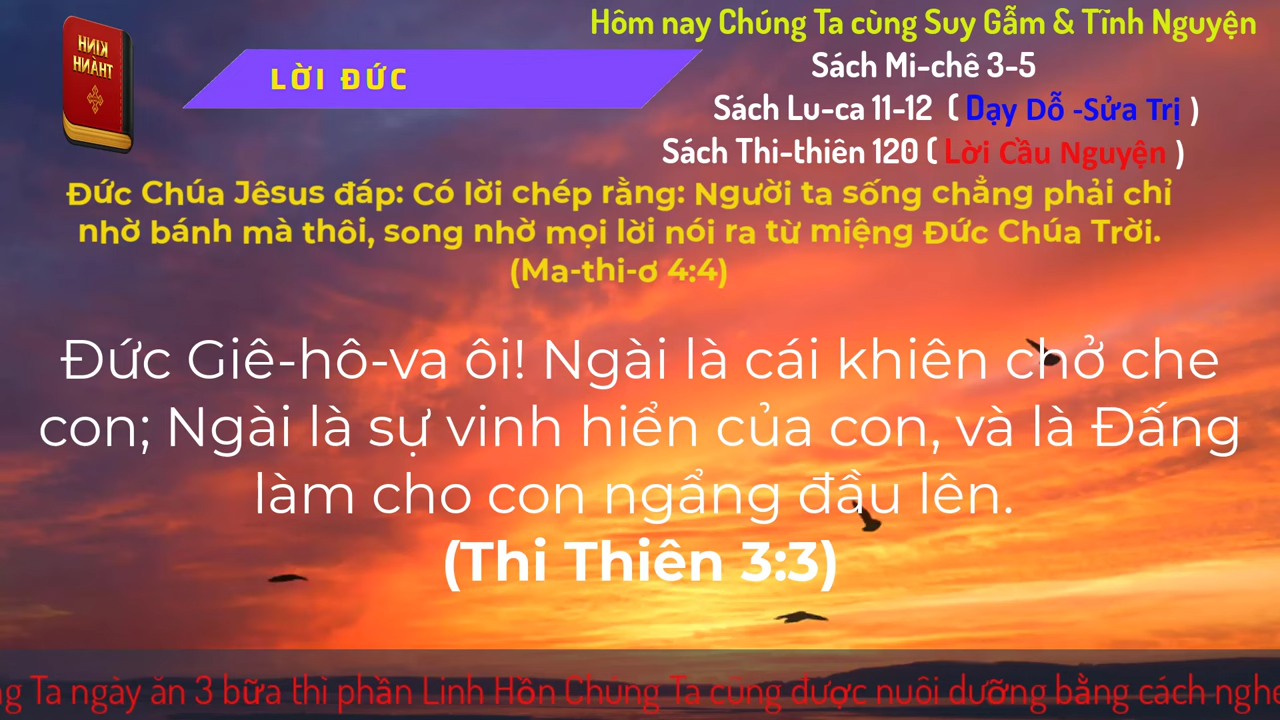 KINH
THÁNH
LỜI ĐỨC
Hôm nay Chúng Ta cùng Suy Gẫm & Tĩnh Nguyện
Sách Mi-chê 3-5
Sách Lu-ca 11-12 ( Dạy Dỗ -Sửa Trị )
Sách Thi-thiên 120 ( Lời Cầu Nguyện )
Đức Chúa Jêsus đáp: Có lời chép rằng: Người ta sống chẳng phải chỉ
nhờ bánh mà thôi, song nhờ mọi lời nói ra từ miệng Đức Chúa Trời.
(Ma-thi-ơ 4:4)
Đức Giê-hô-va ôi! Ngài là cái khiên chở che
con; Ngài là sự vinh hiển của con, và là Đấng
làm cho con ngẩng đầu lên.
(Thi Thiên 3:3)
Ta ngày ăn 3 bữa thì phần Linh Hồn Chúng Ta cũng được nuôi dưỡng bằng cách